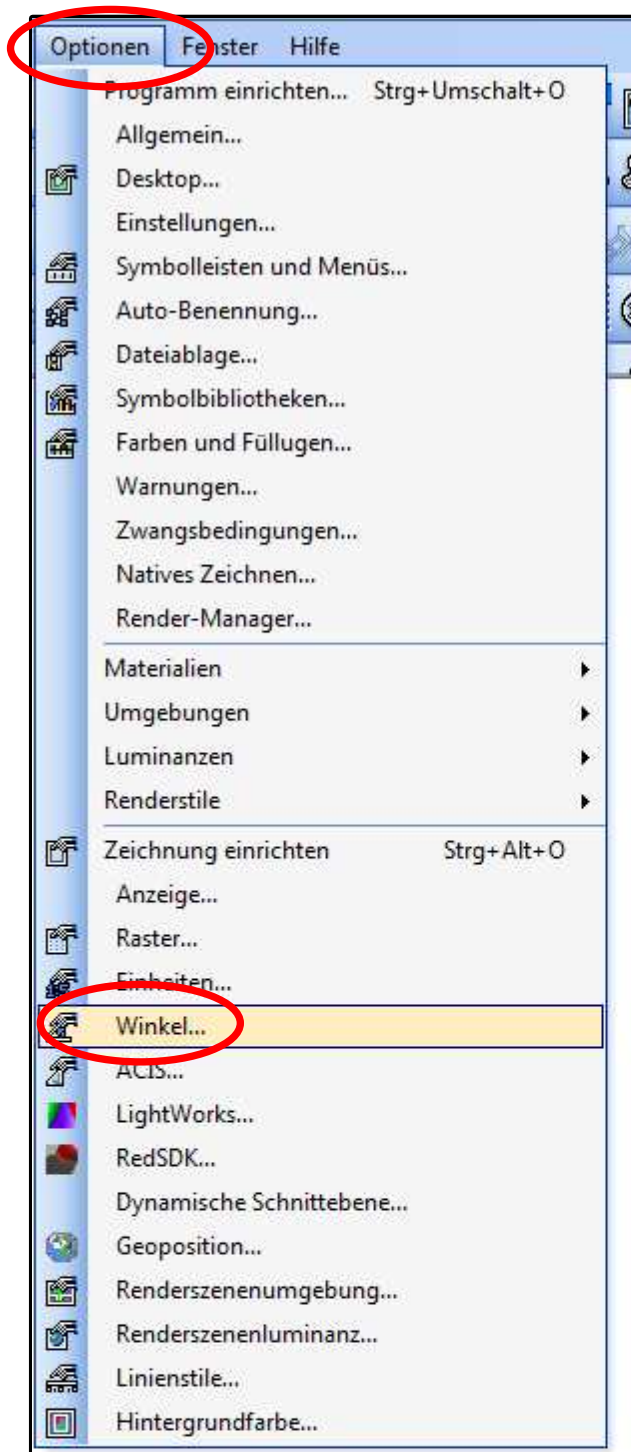 Optionen Fenster Hilfe
Programm einrichten... Strg+Umschalt+O
Allgemein...
Desktop...
Einstellungen...
Symbolleisten und Menüs...
Auto-Benennung...
Dateiablage...
Symbolbibliotheken...
Farben und Füllugen...
Warnungen...
Zwangsbedingungen...
Natives Zeichnen...
Render-Manager...
Materialien
Umgebungen
Luminanzen
Renderstile
Zeichnung einrichten Strg+Alt+O
Anzeige...
Raster...
Einheiten...
Winkel...
ACIS...
LightWorks...
RedSDK...
Dynamische Schnittebene...
Geoposition...
Renderszenenumgebung...
Renderszenenluminanz...
Linienstile...
Hintergrundfarbe...